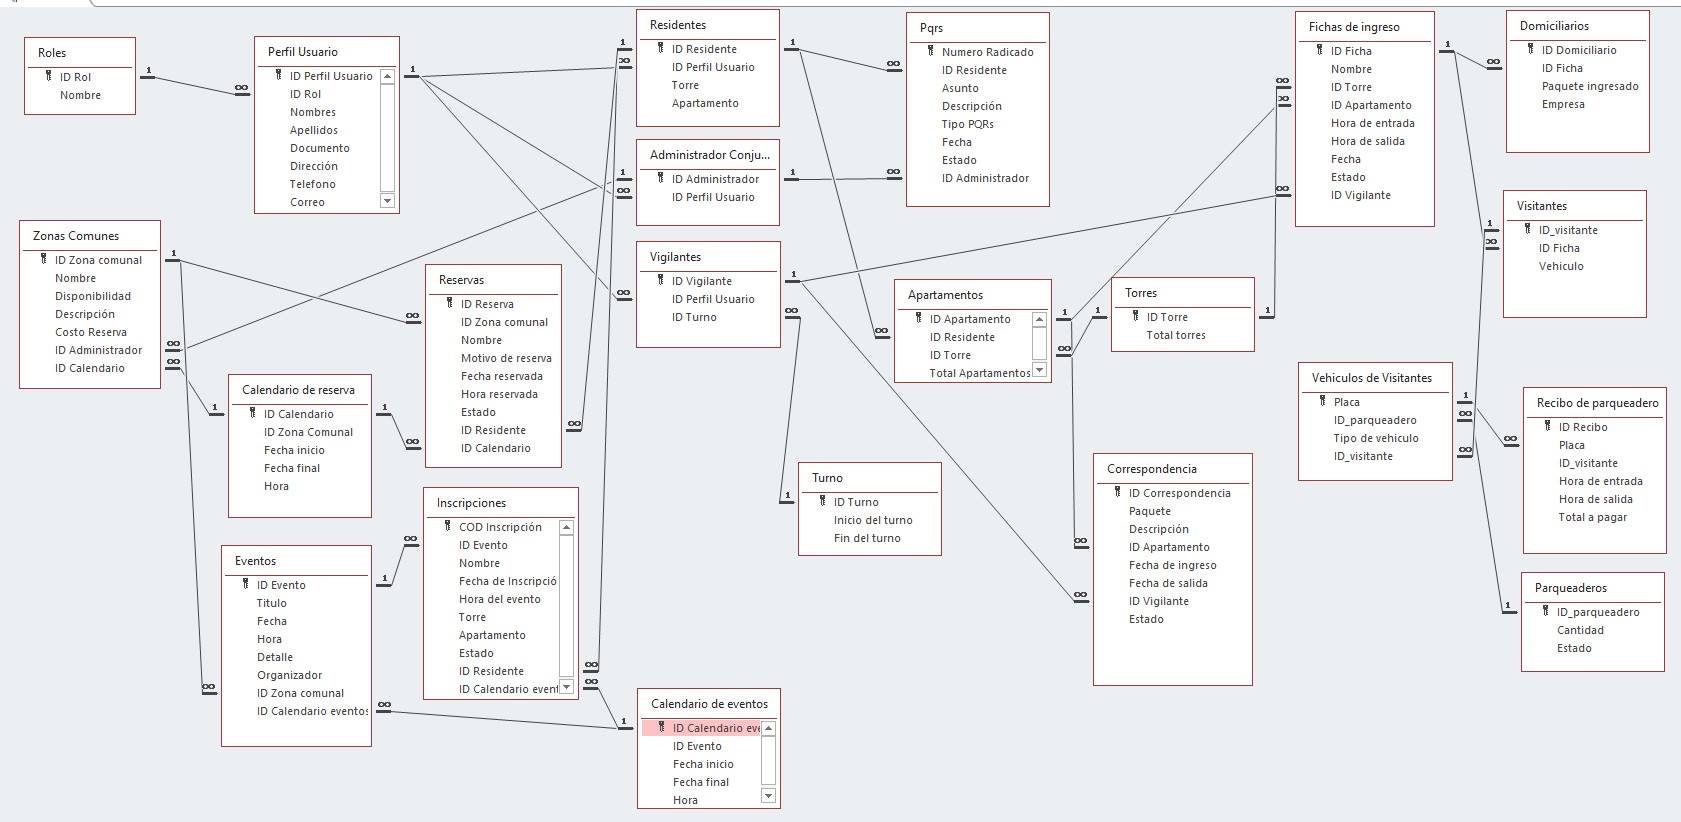 Roles
ID Rol
Nombre
Perfil Usuario
ID Perfil Usuario
ID Rol
Nombres
Apellidos
Documento
Dirección
Telefono
Correo
Residentes
ID Residente
ID Perfil Usuario
Torre
Apartamento
Administrador Conju...
ID Administrador
ID Perfil Usuario
Vigilantes
ID Vigilante
ID Perfil Usuario
ID Turno
Pqrs
Numero Radicado
ID Residente
Asunto
Descripción
Tipo PQRs
Fecha
Estado
ID Administrador
Fichas de ingreso
ID Ficha
Nombre
ID Torre
ID Apartamento
Hora de entrada
Hora de salida
Fecha
Estado
ID Vigilante
Domiciliarios
ID Domiciliario
ID Ficha
Paquete ingresado
Empresa
Visitantes
ID_visitante
ID Ficha
Vehiculo
Zonas Comunes
ID Zona comunal
Nombre
Disponibilidad
Descripción
Costo Reserva
ID Administrador
ID Calendario
Reservas
ID Reserva
ID Zona comunal
Nombre
Motivo de reserva
Fecha reservada
Hora reservada
Estado
ID Residente
ID Calendario
Calendario de reserva
ID Calendario
ID Zona Comunal
Fecha inicio
Fecha final
Hora
Apartamentos
ID Apartamento
ID Residente
ID Torre
Total Apartamentos
Torres
ID Torre
Total torres
Vehiculos de Visitantes
Placa
ID_parqueadero
Tipo de vehiculo
ID_visitante
Recibo de parqueadero
ID Recibo
Placa
ID_visitante
Hora de entrada
Hora de salida
Total a pagar
Turno
ID Turno
Inicio del turno
Fin del turno
Correspondencia
ID Correspondencia
Paquete
Descripción
ID Apartamento
Fecha de ingreso
Fecha de salida
ID Vigilante
Estado
Inscripciones
COD Inscripción
ID Evento
Nombre
Fecha de Inscripció
Hora del evento
Torre
Apartamento
Estado
ID Residente
ID Calendario event
Eventos
ID Evento
Titulo
Fecha
Hora
Detalle
Organizador
ID Zona comunal
ID Calendario eventos
Parqueaderos
ID_parqueadero
Cantidad
Estado
Calendario de eventos
ID Calendario eve
ID Evento
Fecha inicio
Fecha final
Hora